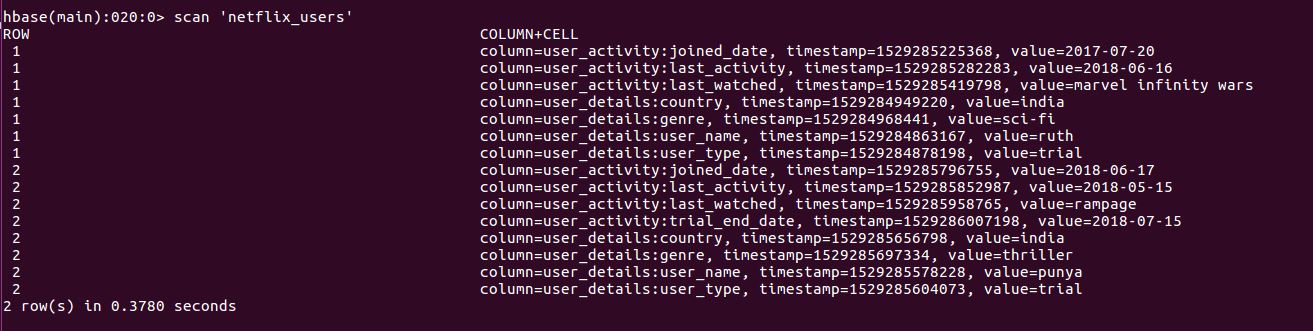 hbase(main):020:0> scan 'netflix_users'
ROW COLUMN+CELL
1 column=user_activity:joined_date, timestamp=1529285225368, value=2017-07-20
1 column=user_activity:last_activity, timestamp=1529285282283, value=2018-06-16
1 column=user_activity:last_watched, timestamp=1529285419798, value=marvel infinity wars
1 column=user_details:country, timestamp=1529284949220, value=india
1 column=user_details:genre, timestamp=1529284968441, value=sci-fi
1 column=user_details:user_name, timestamp=1529284863167, value=ruth
1 column=user_details:user_type, timestamp=1529284878198, value=trial
2 column=user_activity:joined_date, timestamp=1529285796755, value=2018-06-17
2 column=user_activity:last_activity, timestamp=1529285852987, value=2018-05-15
2 column=user_activity:last_watched, timestamp=1529285958765, value=rampage
2 column=user_activity:trial_end_date, timestamp=1529286007198, value=2018-07-15
2 column=user_details:country, timestamp=1529285656798, value=india
2 column=user_details:genre, timestamp=1529285697334, value=thriller
2 column=user_details:user_name, timestamp=1529285578228, value=punya
2 column=user_details:user_type, timestamp=1529285604073, value=trial
2 row(s) in 0.3780 seconds